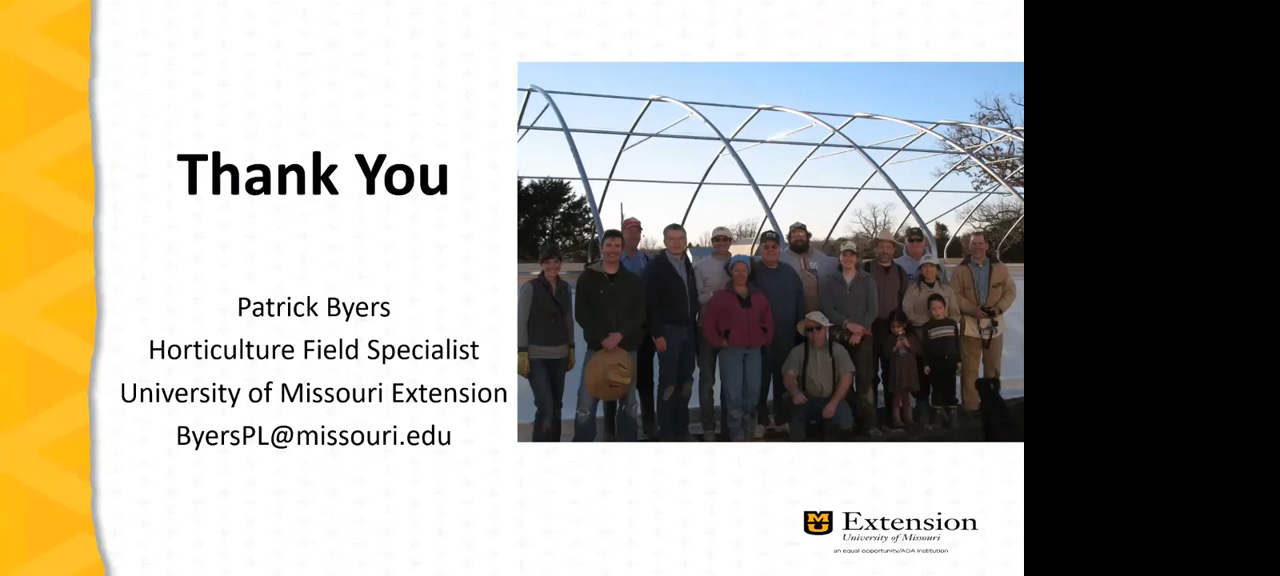 Thank You
Patrick Byers
Horticulture Field Specialist
University of Missouri Extension
ByersPL@missouri.edu
MU Extension
University of Missouri
an equal opportunity/ADA institution